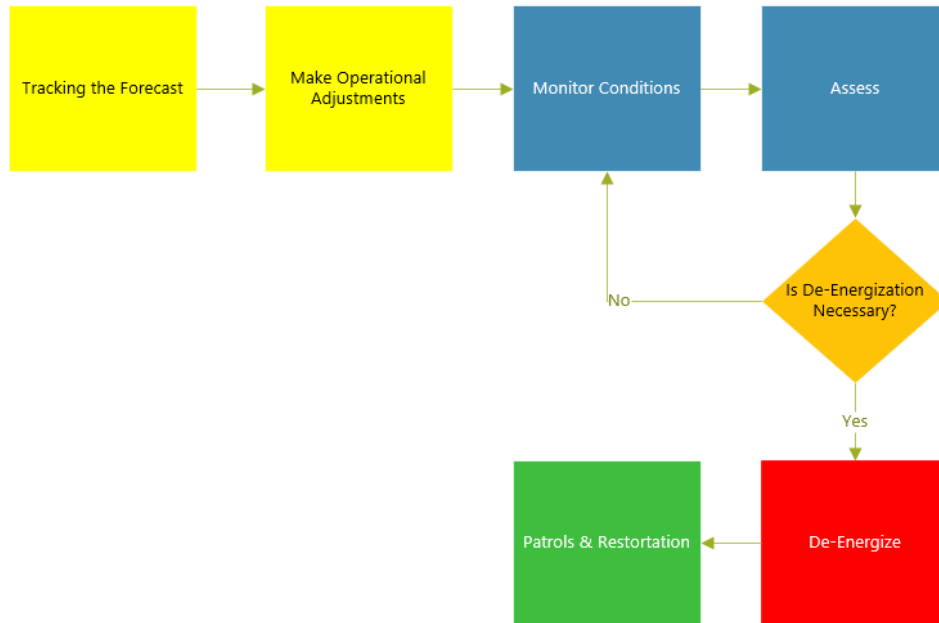 Tracking the Forecast
Make Operational
Adjustments
Monitor Conditions
Assess
Is De-Energization
Necessary?
No
Yes
Patrols & Restortation
De-Energize